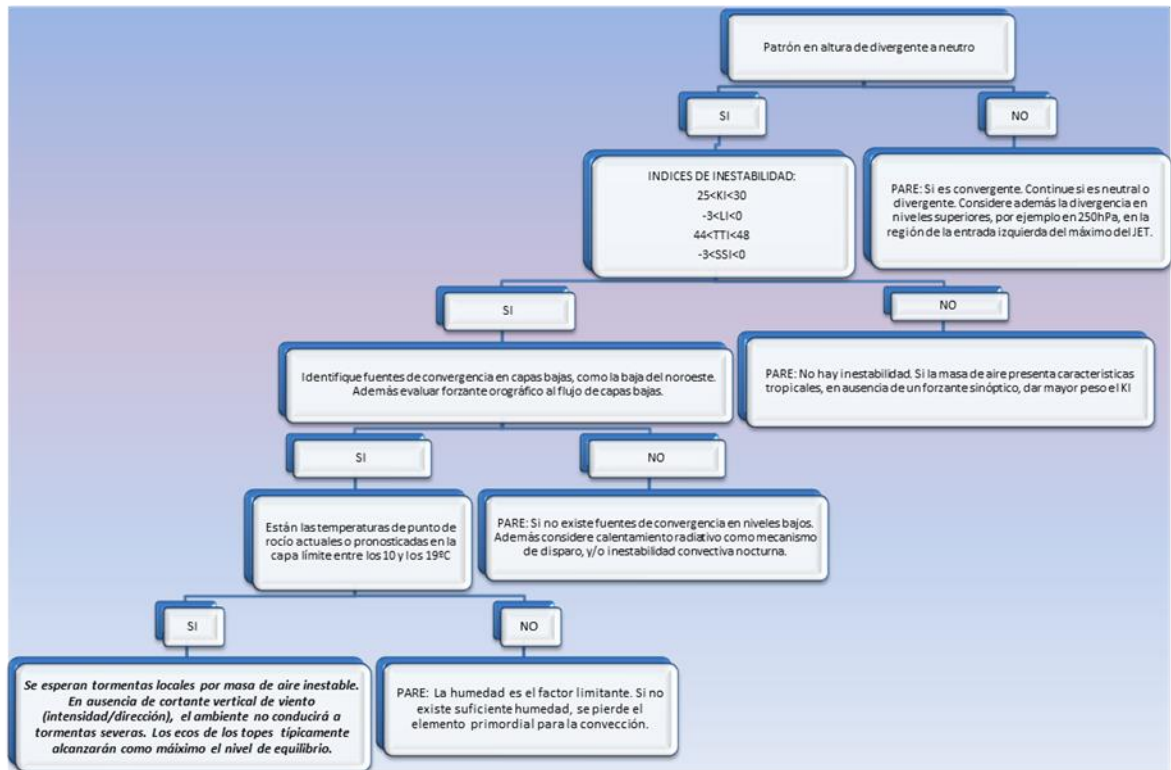 Patrón en altura de divergente a neutro
SI
NO
INDICES DE INESTABILIDAD:
25<KI<30
-3<LI<0
44<TTI<48
-3<SSI<0
PARE: Si es convergente. Continue si es neutral o
divergente. Considere además la divergencia en
niveles superiores, por ejemplo en 250hPa, en la
región de la entrada izquierda del máximo del JET.
SI
NO
Identifique fuentes de convergencia en capas bajas, como la baja del noroeste.
Además evaluar forzante orográfico al flujo de capas bajas.
PARE: No hay inestabilidad. Si la masa de aire presenta características
tropicales, en ausencia de un forzante sinóptico, dar mayor peso el KI
SI
NO
Están las temperaturas de punto de
rocío actuales o pronosticadas en la
capa límite entre los 10 y los 19ºC
PARE: Si no existe fuentes de convergencia en niveles bajos.
Además considere calentamiento radiativo como mecanismo
de disparo, y/o inestabilidad convectiva nocturna.
SI
NO
Se esperan tormentas locales por masa de aire inestable.
En ausencia de cortante vertical de viento
(intensidad/dirección), el ambiente no conducirá a
tormentas severas. Los ecos de los topes típicamente
alcanzarán como máiximo el nivel de equilibrio.
PARE: La humedad es el factor limitante. Si no
existe suficiente humedad, se pierde el
elemento primordial para la convección.